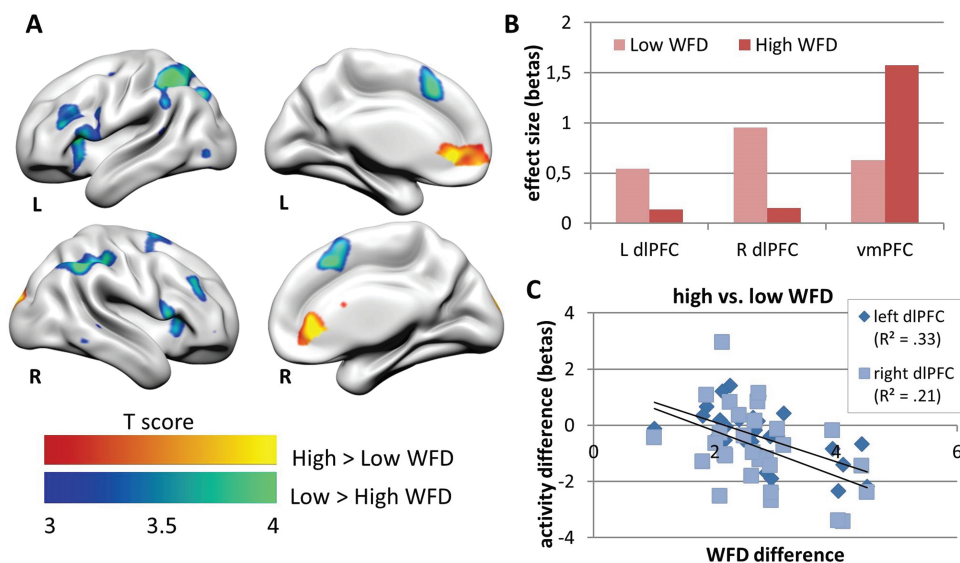 A
L
L
R
R
T score
High > Low WFD
Low > High WFD
3
3.5
4
B
effect size (betas)
2
1,5
1
0,5
0
Low WFD
High WFD
L dlPFC
R dlPFC
vmPFC
C
high vs. low WFD
activity difference (betas)
4
2
0
-2
-4
0
2
4
6
WFD difference
left dlPFC
(R² = .33)
right dlPFC
(R² = .21)